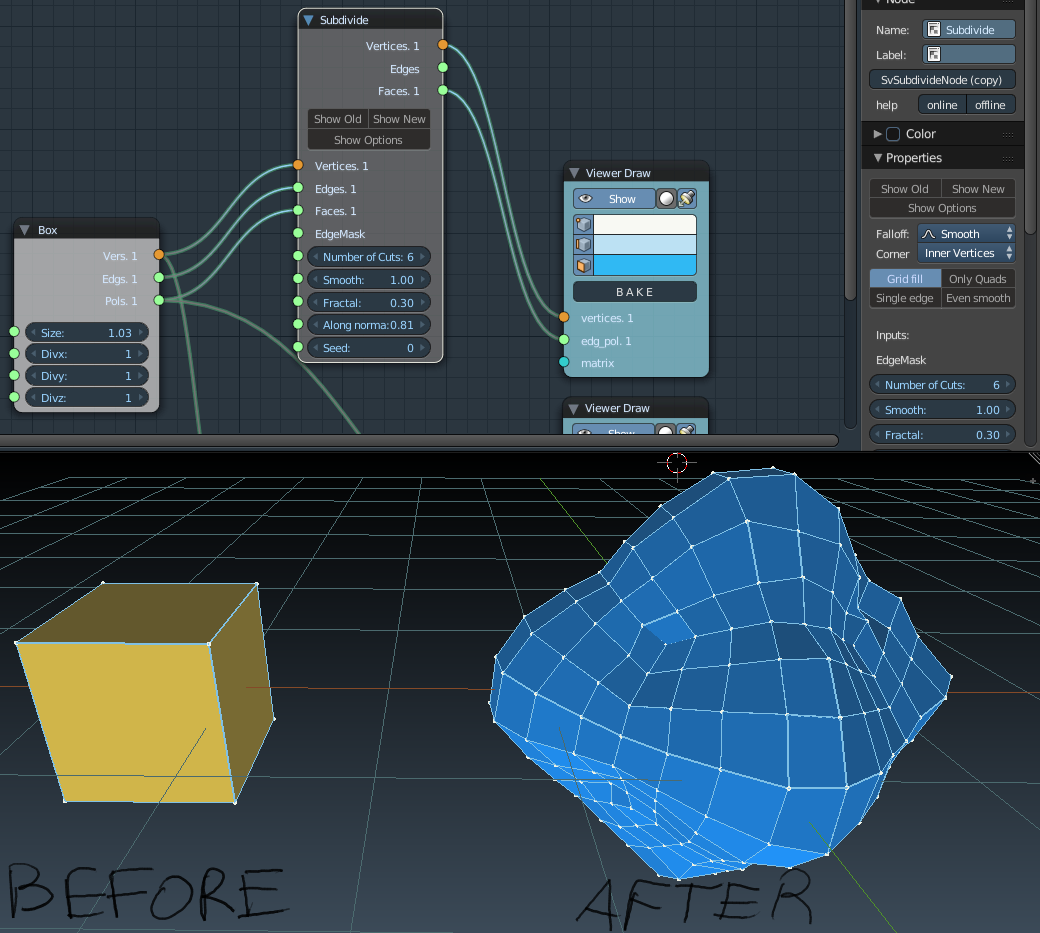 Subdivide
Vertices. 1
Edges
Faces. 1
Show Old
Show New
Show Options
Vertices. 1
Edges. 1
Faces. 1
EdgeMask
Number of Cuts: 6
Smooth: 1.00
Fractal: 0.30
Along norma:0.81
Seed: 0
Box
Vers. 1
Edgs. 1
Pols. 1
Size: 1.03
Divx: 1
Divy: 1
Divz: 1
Viewer Draw
Show
BAKE
vertices. 1
edg_pol. 1
matrix
Viewer Draw
Show
Node
Name: Subdivide
Label:
SvSubdivideNode (copy)
help online offline
Color
Properties
Show Old Show New
Show Options
Falloff: Smooth
Corner Inner Vertices
Grid fill Only Quads
Single edge Even smooth
Inputs:
EdgeMask
Number of Cuts: 6
Smooth: 1.00
Fractal: 0.30
BEFORE
AFTER